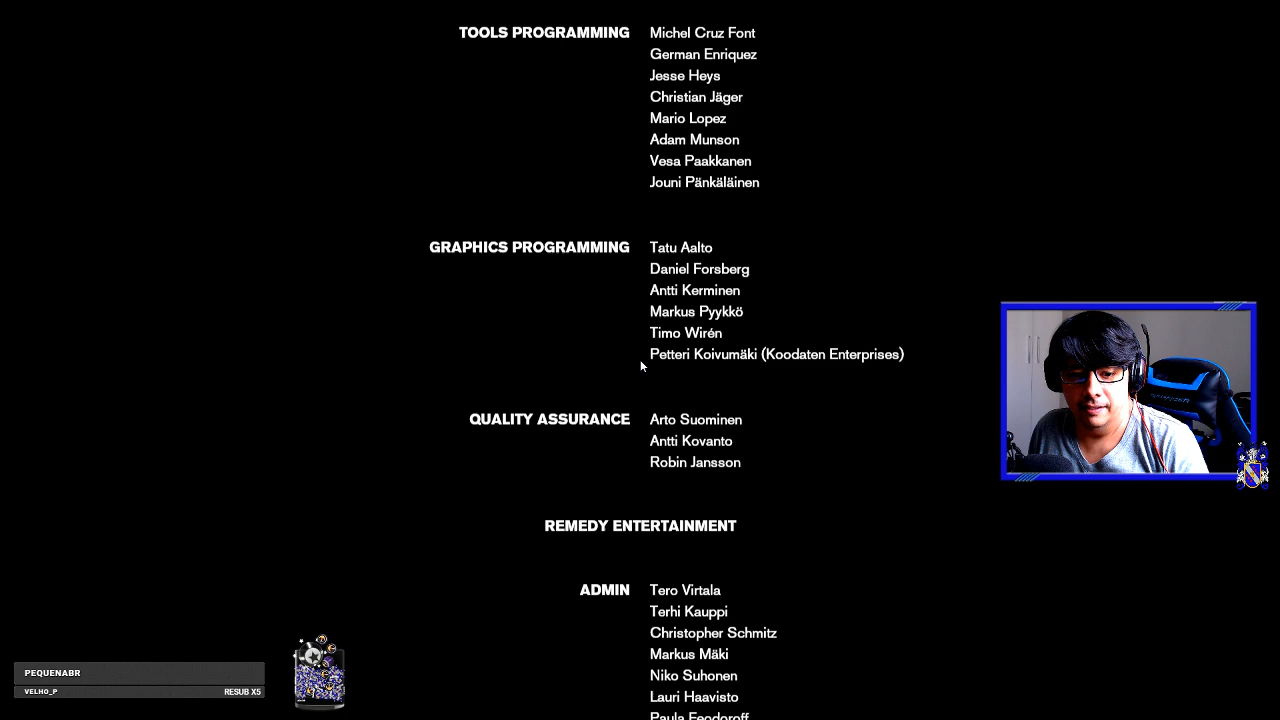 TOOLS PROGRAMMING Michel Cruz Font
German Enriquez
Jesse Heys
Christian Jäger
Mario Lopez
Adam Munson
Vesa Paakkanen
Jouni Pänkäläinen
GRAPHICS PROGRAMMING Tatu Aalto
Daniel Forsberg
Antti Kerminen
Markus Pyykkö
Timo Wirén
Petteri Koivumäki (Koodaten Enterprises)
QUALITY ASSURANCE Arto Suominen
Antti Kovanto
Robin Jansson
REMEDY ENTERTAINMENT
ADMIN Tero Virtala
Terhi Kauppi
Christopher Schmitz
Markus Mäki
Niko Suhonen
Lauri Haavisto
Paula Feodoroff
PEQUENABR
VELHO_P RESUB X5